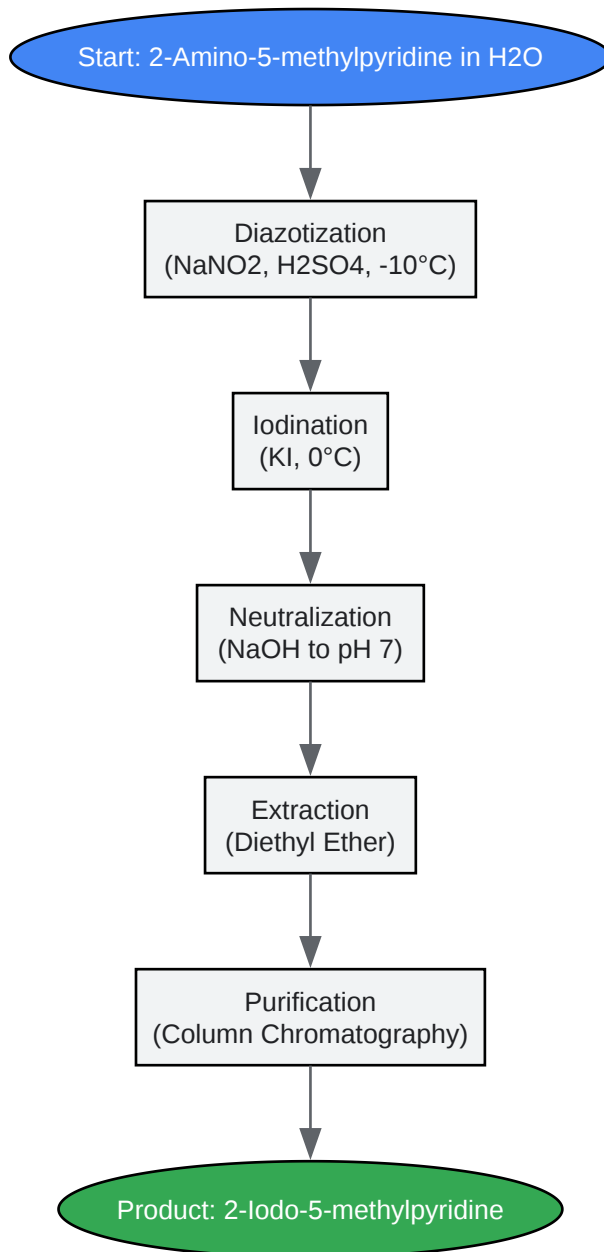 Start: 2-Amino-5-methylpyridine in H2O
Diazotization
(NaNO2, H2SO4, -10°C)
Iodination
(KI, 0°C)
Neutralization
(NaOH to pH 7)
Extraction
(Diethyl Ether)
Purification
(Column Chromatography)
Product: 2-Iodo-5-methylpyridine